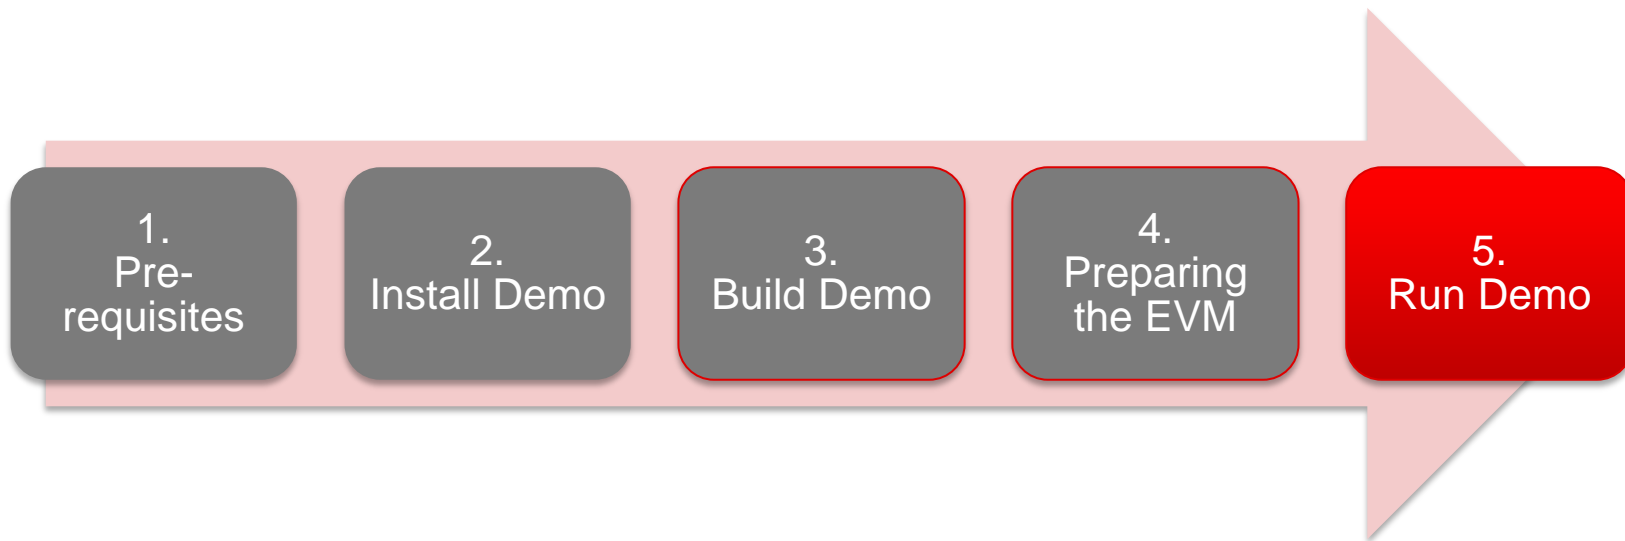 1.
Pre-
requisites
2.
Install Demo
3.
Build Demo
4.
Preparing
the EVM
5.
Run Demo